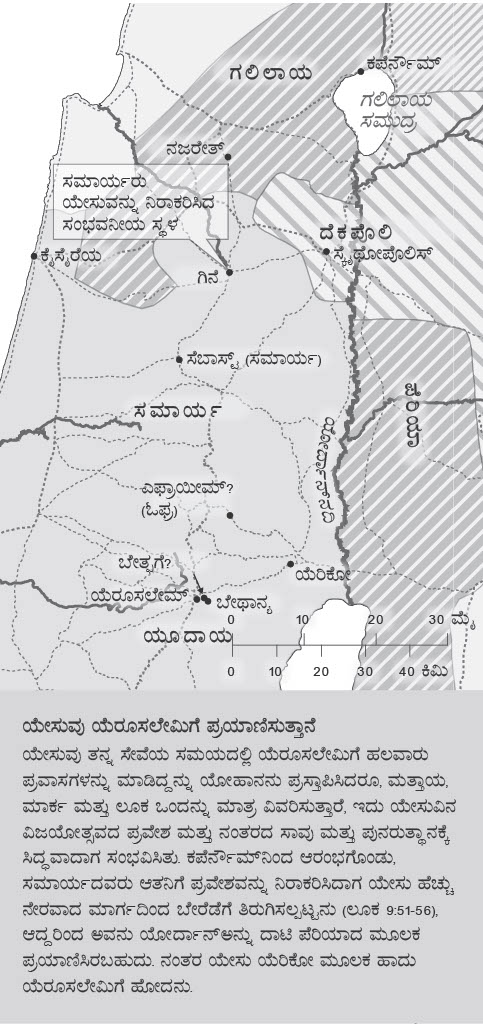 ಗಲಿಲಾಯ
ಕಪೆರ್ನೌಮ್
ಗಲಿಲಾಯ
ಸಮುದ್ರ
ನಜರೇತ್
ಸಮಾರ್ಯರು
ಯೇಸುವನ್ನು ನಿರಾಕರಿಸಿದ
ಸಂಭವನೀಯ ಸ್ಥಳ
ದೆಕಪೊಲಿ
ಸ್ಕೈಥೋಪೊಲಿಸ್
ಕೈಸೈರೆಯ
ಗಿನೆ
ಸೆಬಾಸ್ಟ್ (ಸಮಾರ್ಯ)
ಸಮಾರ್ಯ
ಪೆರಿಯಾ
ಯೋರ್ದಾನ್ ನದಿ
ಎಫ್ರಾಯೀಮ್?
(ಓಫ್ರ)
ಬೇತ್ಫಗೆ?
ಯೆರಿಕೋ
ಯೆರೂಸಲೇಮ್
ಬೇಥಾನ್ಯ
ಯೂದಾಯ
0 10 20 30 ಮೈ
0 10 20 30 40 ಕಿಮಿ
ಯೇಸುವು ಯೆರೂಸಲೇಮಿಗೆ ಪ್ರಯಾಣಿಸುತ್ತಾನೆ
ಯೇಸುವು ತನ್ನ ಸೇವೆಯ ಸಮಯದಲ್ಲಿ ಯೆರೂಸಲೇಮಿಗೆ ಹಲವಾರು
ಪ್ರವಾಸಗಳನ್ನು ಮಾಡಿದ್ದನ್ನು ಯೋಹಾನನು ಪ್ರಸ್ತಾಪಿಸಿದರೂ, ಮತ್ತಾಯ,
ಮಾರ್ಕ ಮತ್ತು ಲೂಕ ಒಂದನ್ನು ಮಾತ್ರ ವಿವರಿಸುತ್ತಾರೆ, ಇದು ಯೇಸುವಿನ
ವಿಜಯೋತ್ಸವದ ಪ್ರವೇಶ ಮತ್ತು ನಂತರದ ಸಾವು ಮತ್ತು ಪುನರುತ್ಥಾನಕ್ಕೆ
ಸಿದ್ಧವಾದಾಗ ಸಂಭವಿಸಿತು. ಕಪೆರ್ನೌಮ್‌ನಿಂದ ಆರಂಭಗೊಂಡು,
ಸಮಾರ್ಯದವರು ಆತನಿಗೆ ಪ್ರವೇಶವನ್ನು ನಿರಾಕರಿಸಿದಾಗ ಯೇಸು ಹೆಚ್ಚು
ನೇರವಾದ ಮಾರ್ಗದಿಂದ ಬೇರೆಡೆಗೆ ತಿರುಗಿಸಲ್ಪಟ್ಟನು (ಲೂಕ 9:51-56),
ಆದ್ದರಿಂದ ಅವನು ಯೋರ್ದಾನ್‌ಅನ್ನು ದಾಟಿ ಪೆರಿಯಾದ ಮೂಲಕ
ಪ್ರಯಾಣಿಸಿರಬಹುದು. ನಂತರ ಯೇಸು ಯೆರಿಕೋ ಮೂಲಕ ಹಾದು
ಯೆರೂಸಲೇಮಿಗೆ ಹೋದನು.